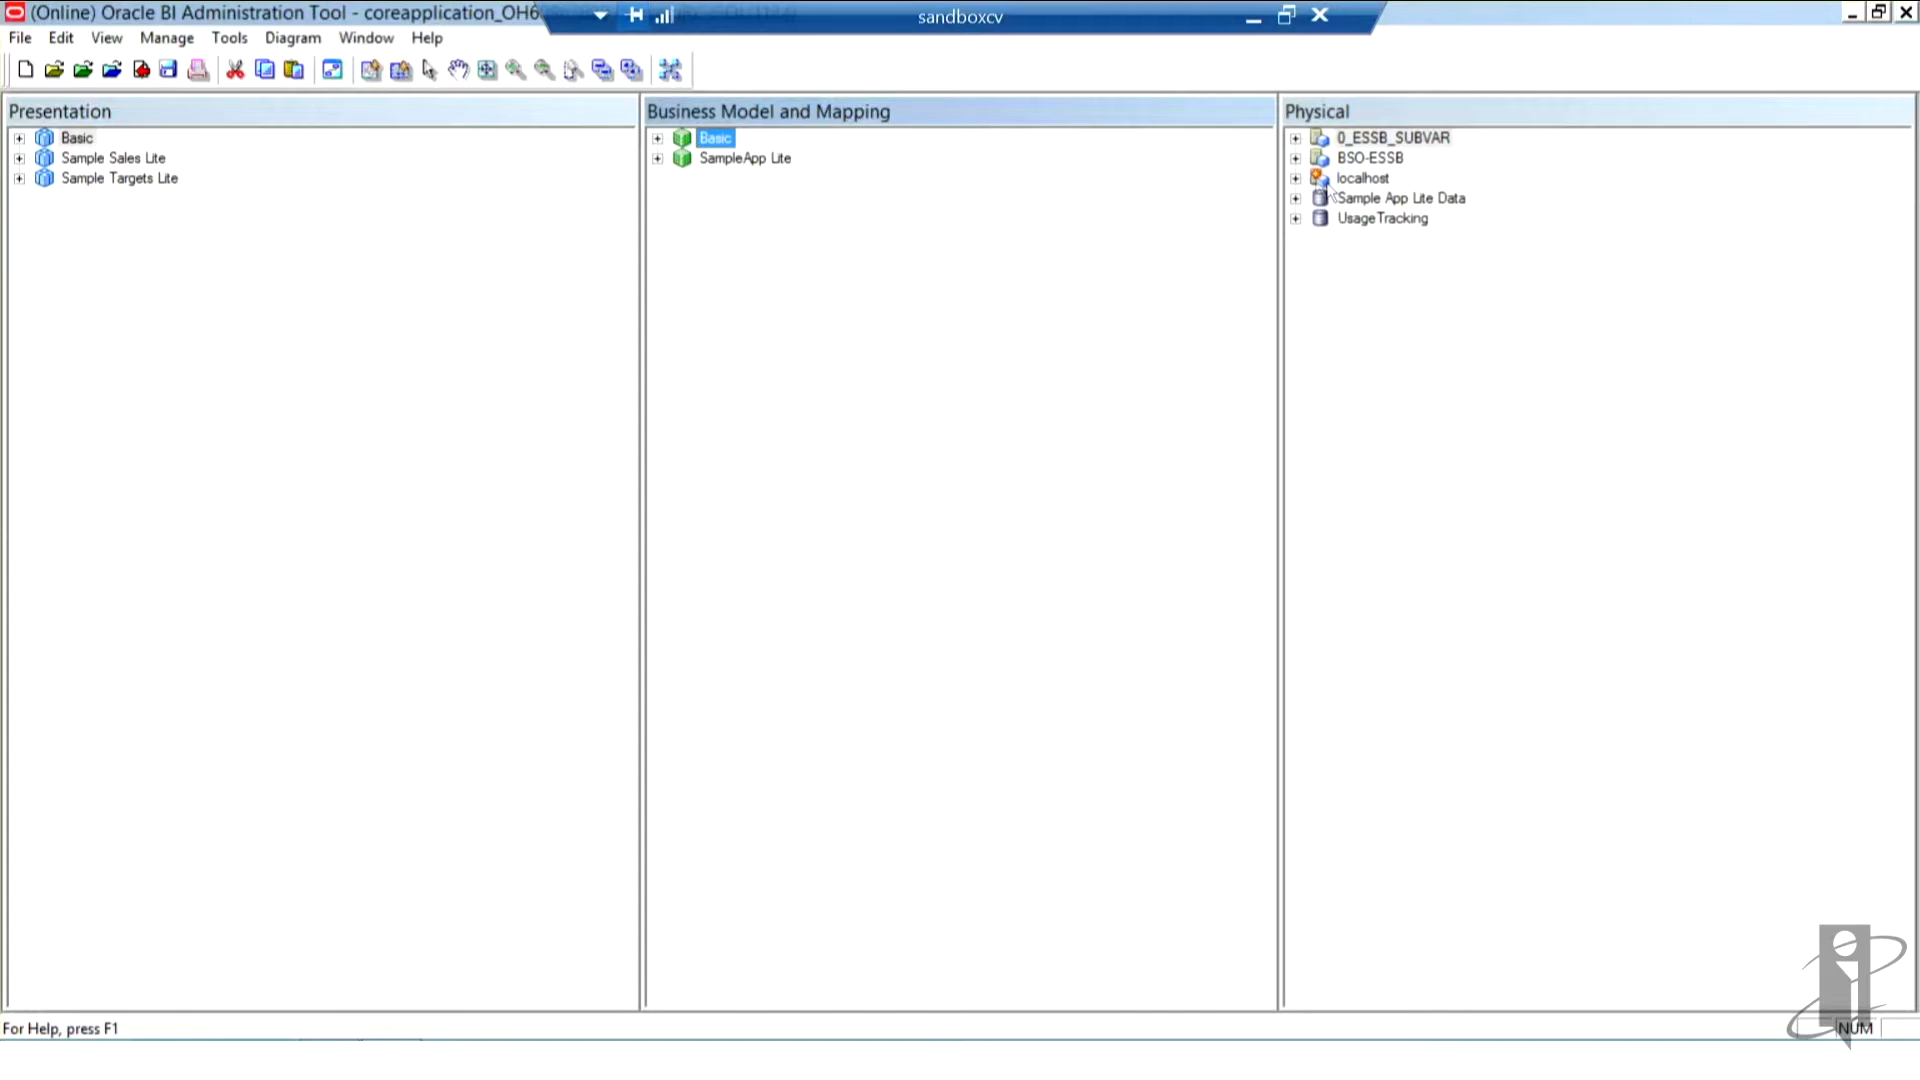 (Online) Oracle BI Administration Tool - coreapplication_OH6
sandboxcv
File Edit View Manage Tools Diagram Window Help
Presentation
Basic
Sample Sales Lite
Sample Targets Lite
Business Model and Mapping
Basic
SampleApp Lite
Physical
0_ESSB_SUBVAR
BSO-ESSB
localhost
Sample App Lite Data
UsageTracking
For Help, press F1
NUM